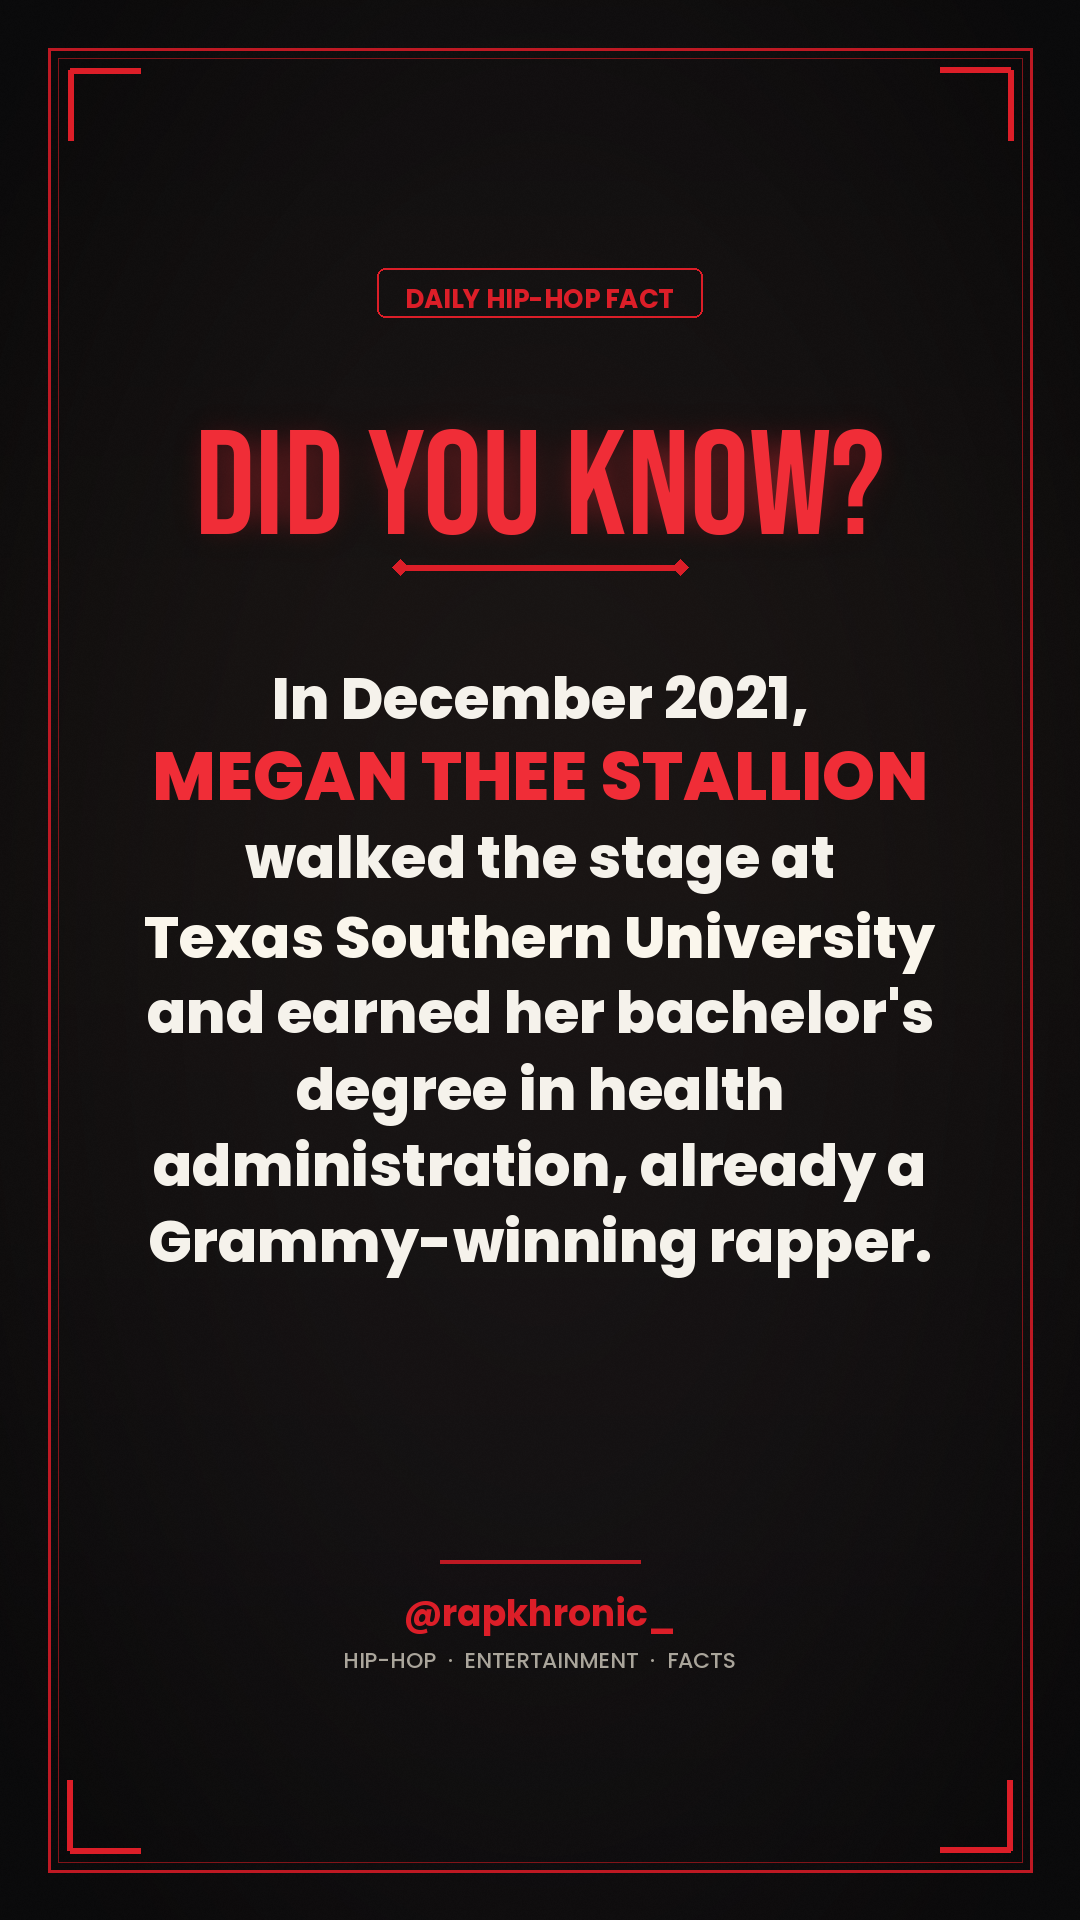 DAILY HIP-HOP FACT
DID YOU KNOW?
In December 2021,
MEGAN THEE STALLION
walked the stage at
Texas Southern University
and earned her bachelor's
degree in health
administration, already a
Grammy-winning rapper.
@rapkhronic_
HIP-HOP · ENTERTAINMENT · FACTS